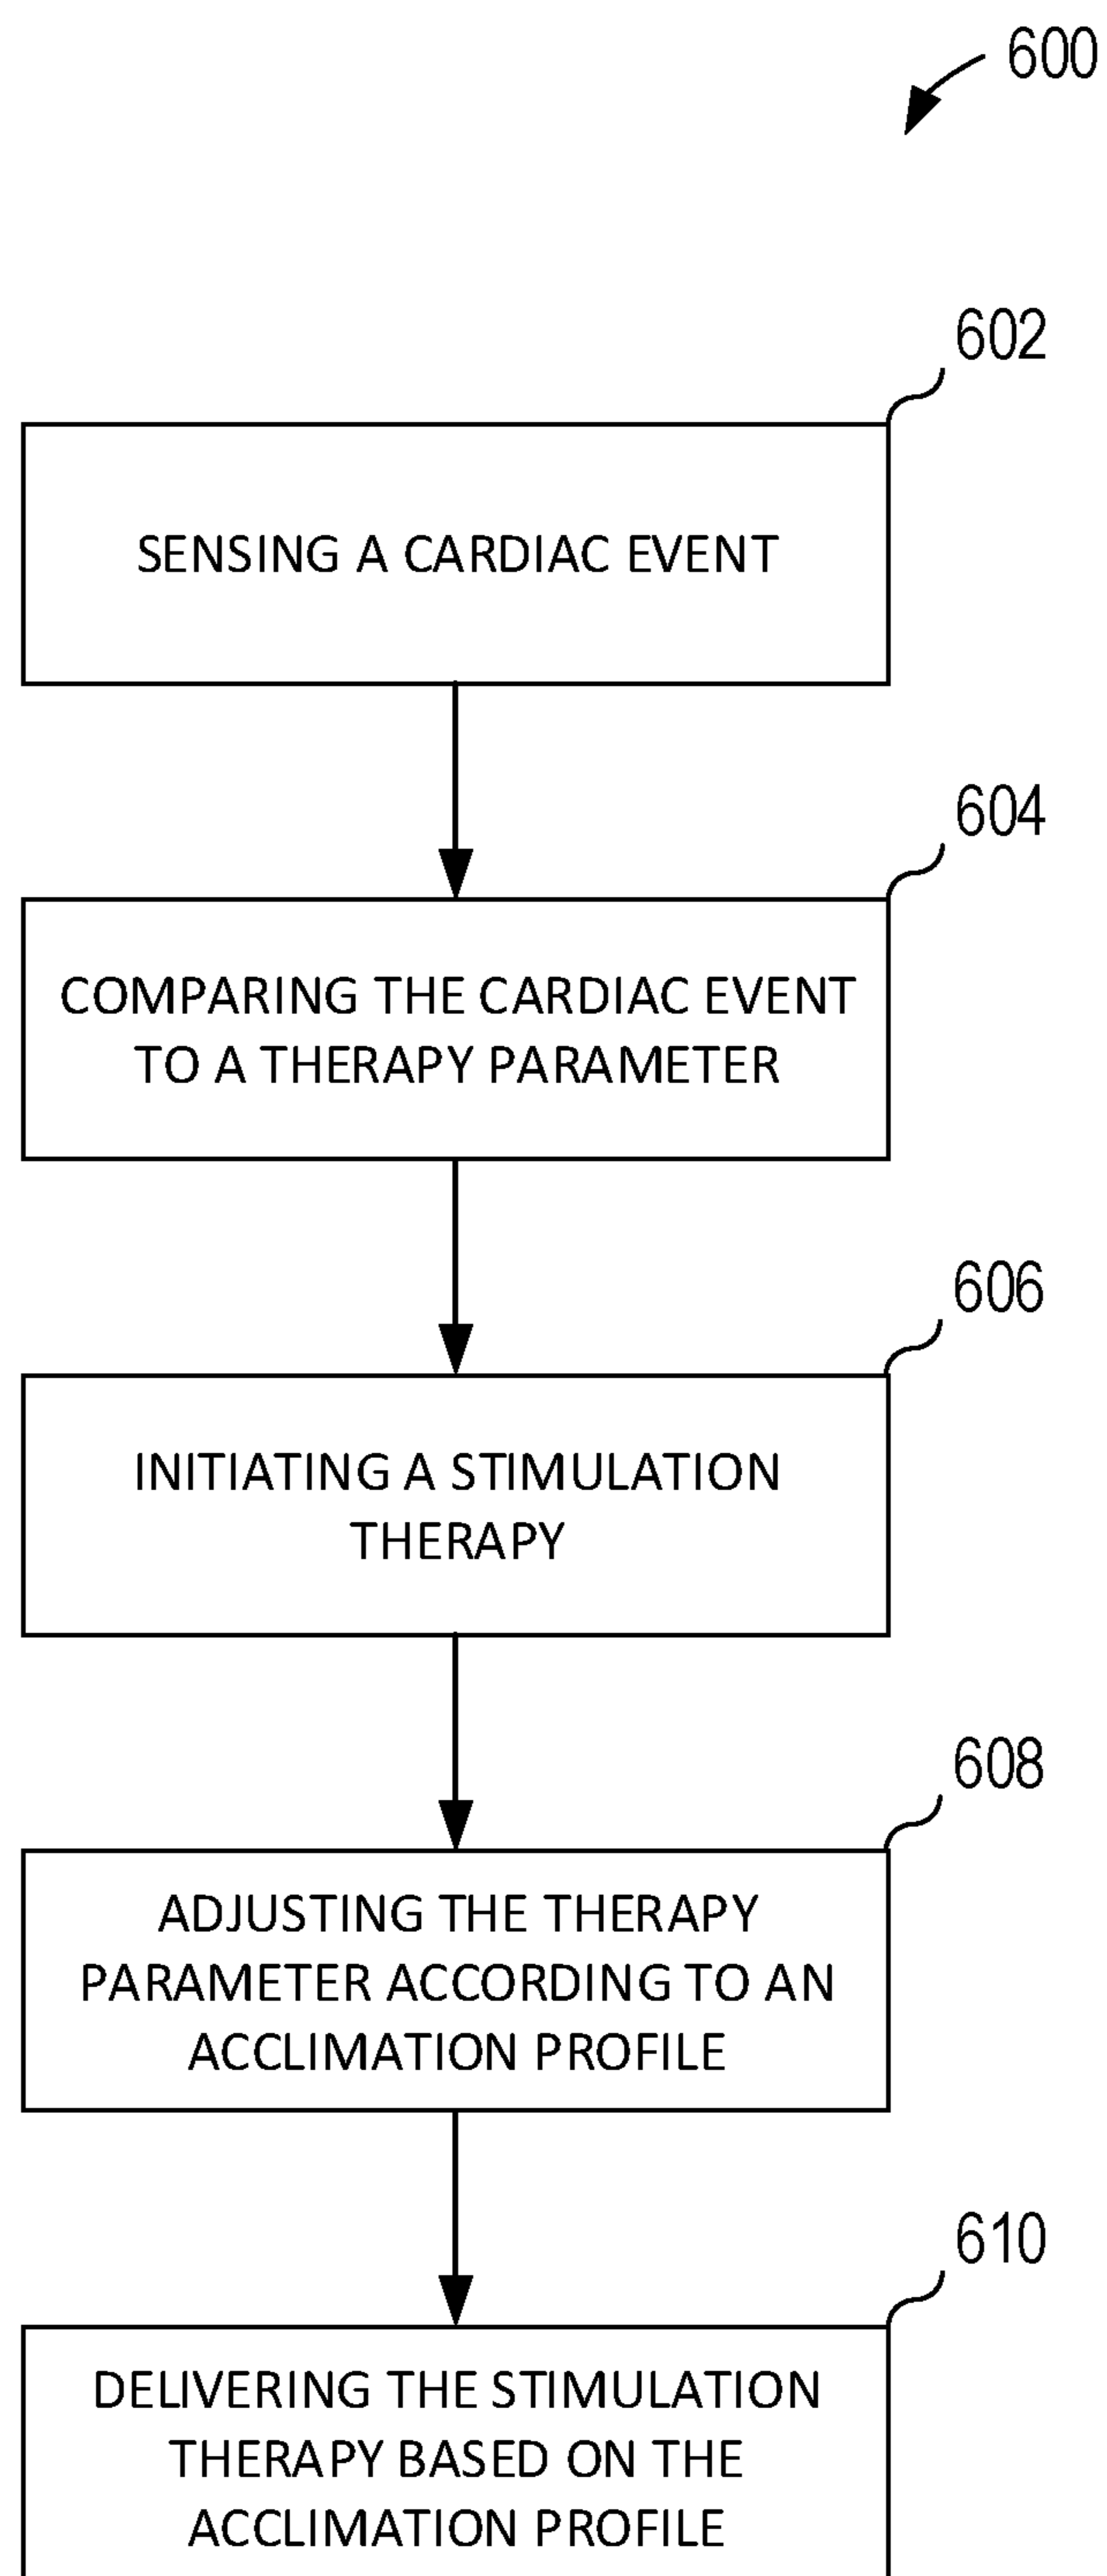 600
602
SENSING A CARDIAC EVENT
604
COMPARING THE CARDIAC EVENT
TO A THERAPY PARAMETER
606
INITIATING A STIMULATION
THERAPY
608
ADJUSTING THE THERAPY
PARAMETER ACCORDING TO AN
ACCLIMATION PROFILE
610
DELIVERING THE STIMULATION
THERAPY BASED ON THE
ACCLIMATION PROFILE